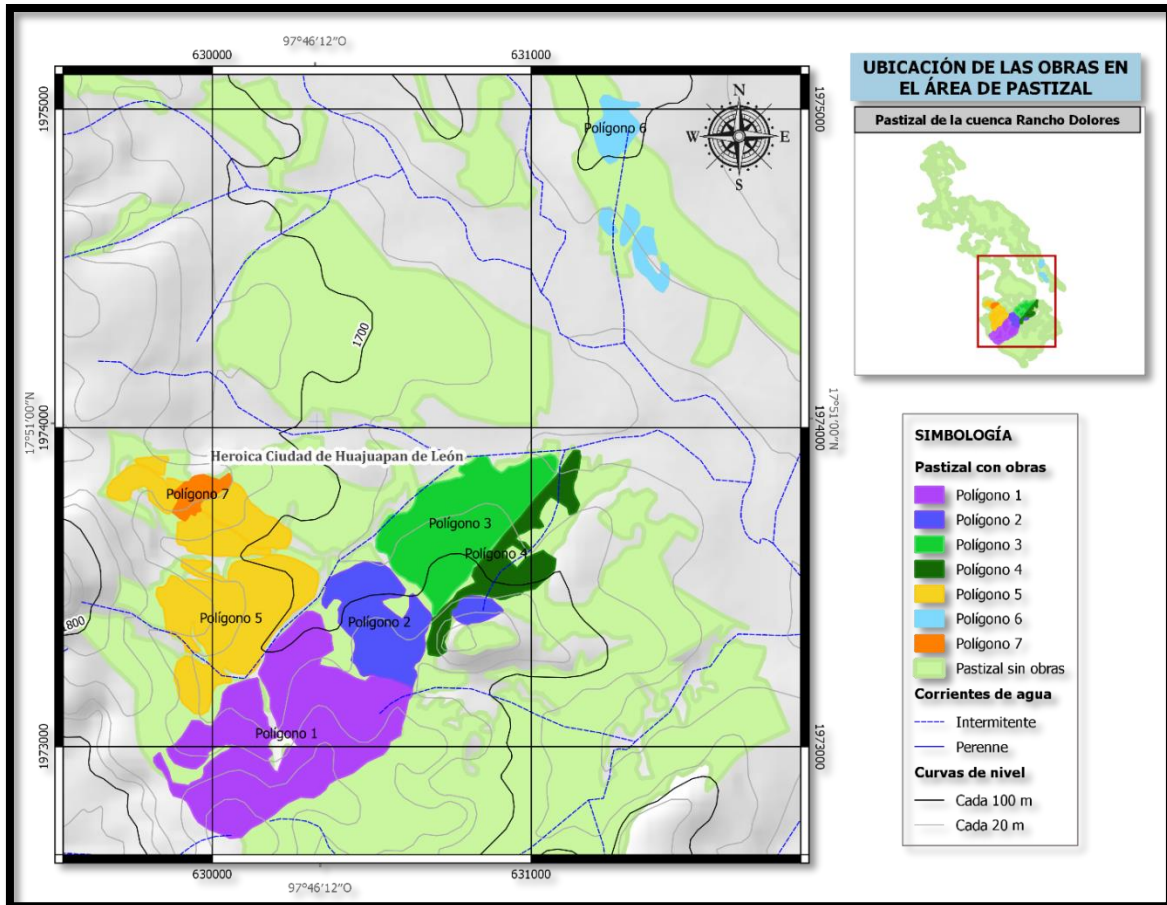 97°46'12"O
630000
631000
1975000
1975000
Polígono 6
N
W
E
S
1700
17°51'00"N
1974000
1974000
17°51'00"N
Heroica Ciudad de Huajuapan de León
Polígono 7
Polígono 3
Polígono 4
Polígono 5
Polígono 2
1800
Polígono 1
1973000
1973000
630000
631000
97°46'12"O
UBICACIÓN DE LAS OBRAS EN
EL ÁREA DE PASTIZAL
Pastizal de la cuenca Rancho Dolores
SIMBOLOGÍA
Pastizal con obras
Polígono 1
Polígono 2
Polígono 3
Polígono 4
Polígono 5
Polígono 6
Polígono 7
Pastizal sin obras
Corrientes de agua
Intermitente
Perenne
Curvas de nivel
Cada 100 m
Cada 20 m